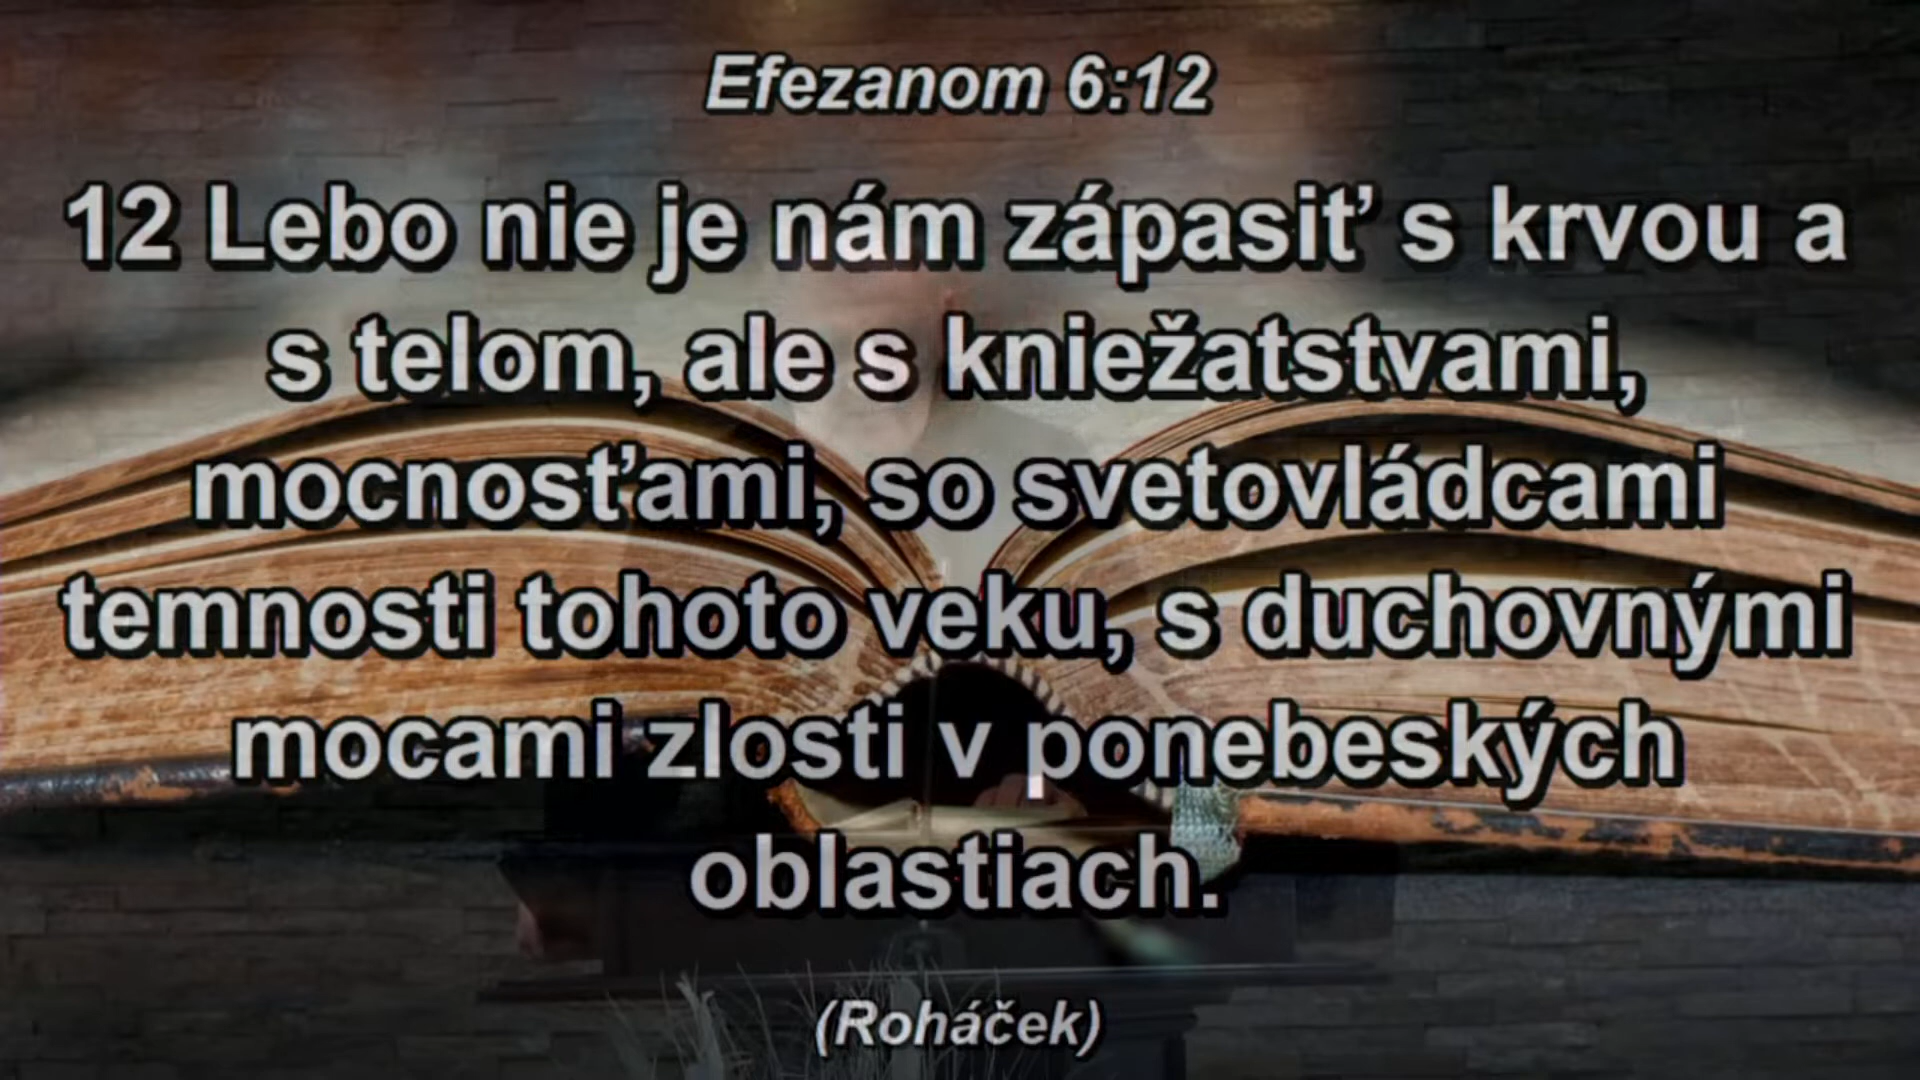 Efezanom 6:12
12 Lebo nie je nám zápasiť s krvou a
s telom, ale s kniežatstvami,
mocnosťami, so svetovládcami
temnosti tohoto veku, s duchovnými
mocami zlosti v ponebeských
oblastiach.
(Roháček)